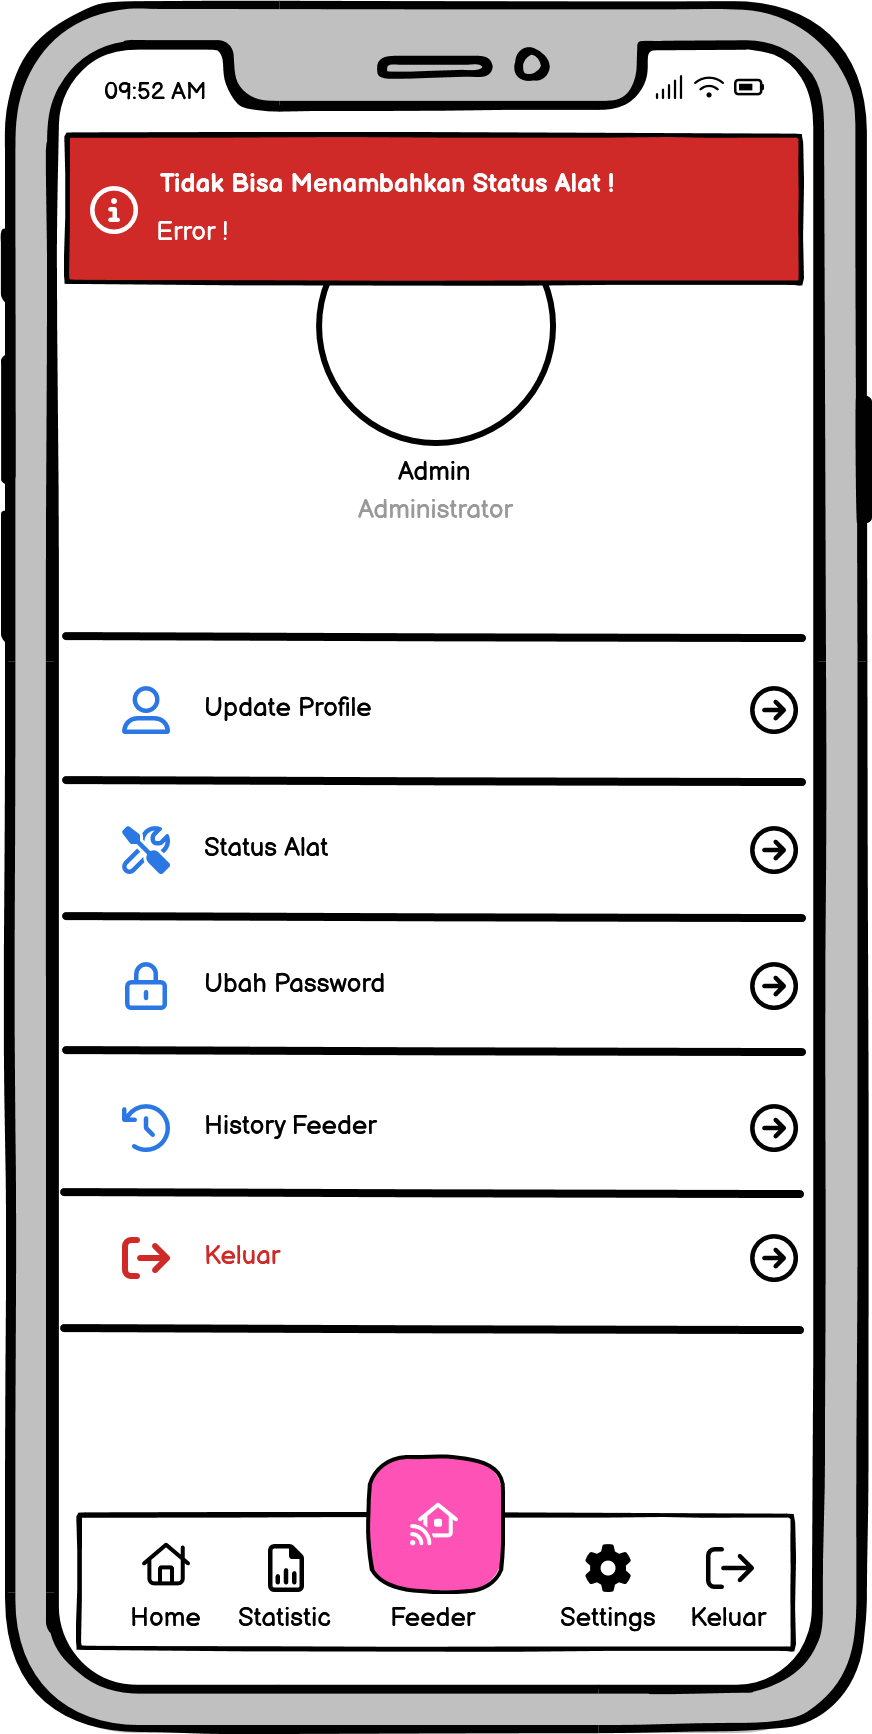 09:52 AM
Tidak Bisa Menambahkan Status Alat !
Error !
Admin
Administrator
Update Profile
Status Alat
Ubah Password
History Feeder
Keluar
Home
Statistic
Feeder
Settings
Keluar